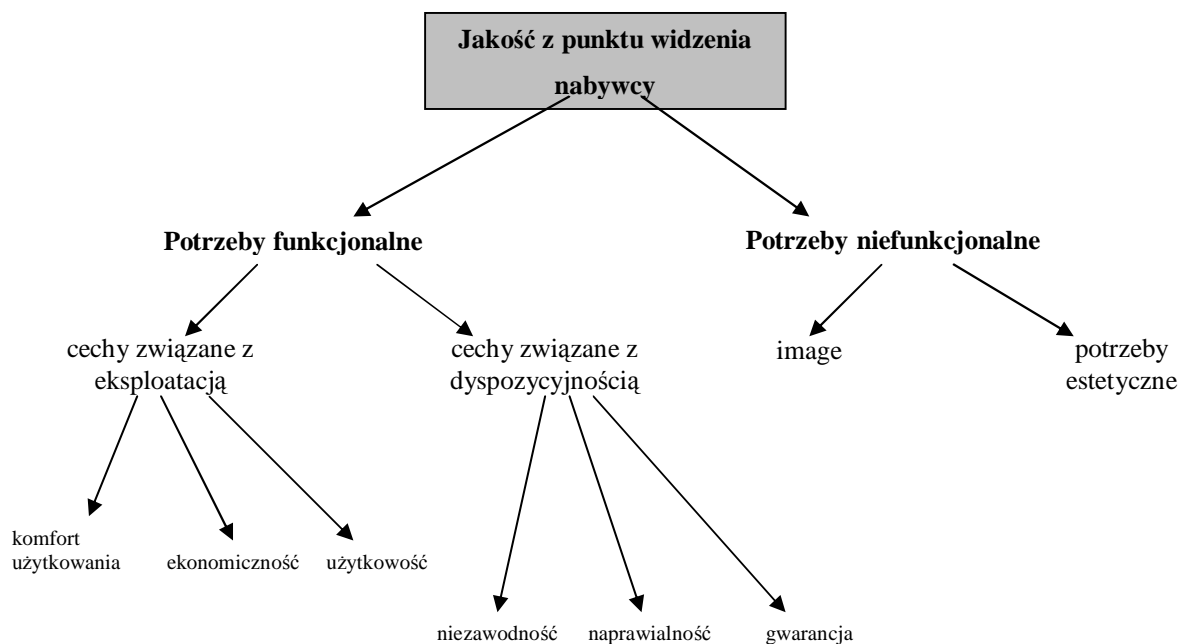 Jakość z punktu widzenia
nabywcy
Potrzeby funkcjonalne
Potrzeby niefunkcjonalne
cechy związane z
eksploatacją
cechy związane z
dyspozycyjnością
image
potrzeby
estetyczne
komfort
użytkowania
ekonomiczność
użytkowość
niezawodność
naprawialność
gwarancja